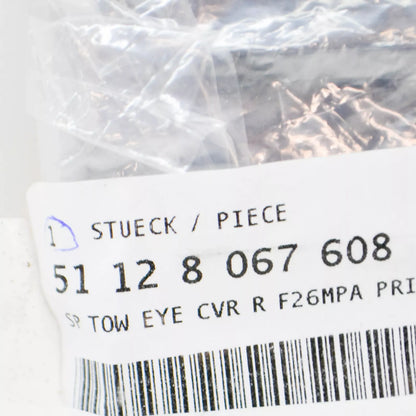 1 STUECK / PIECE
51 12 8 067 608
SP TOW EYE CVR R F26MPA PRI